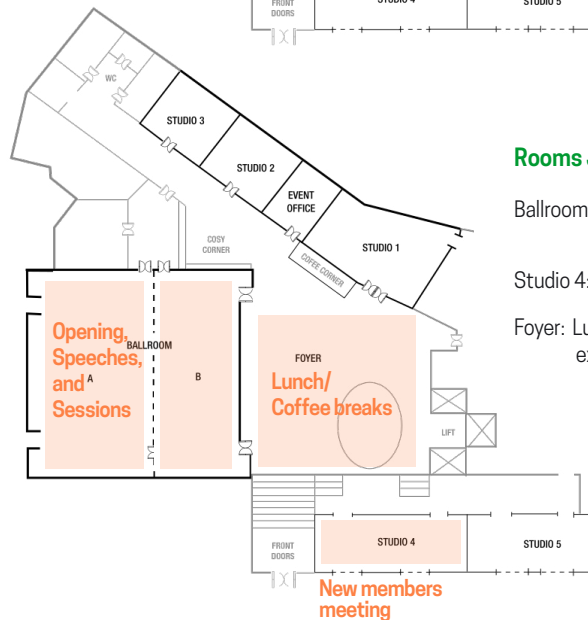 FRONT
DOORS
STUDIO 4
STUDIO 5
WC
STUDIO 3
STUDIO 2
EVENT
OFFICE
STUDIO 1
COSY
CORNER
COFEE CORNER
Rooms
Ballroom
Studio 4:
Foyer: Lu
Opening,
Speeches,
and
Sessions
BALLROOM
A
B
FOYER
Lunch/
Coffee breaks
LIFT
FRONT
DOORS
STUDIO 4
STUDIO 5
New members
meeting